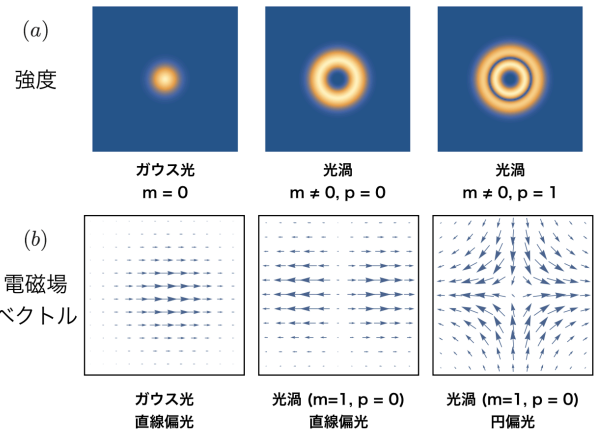 (a)
強度
ガウス光
m = 0
光渦
m ≠ 0, p = 0
光渦
m ≠ 0, p = 1
(b)
電磁場
ベクトル
ガウス光
直線偏光
光渦 (m=1, p = 0)
直線偏光
光渦 (m=1, p = 0)
円偏光